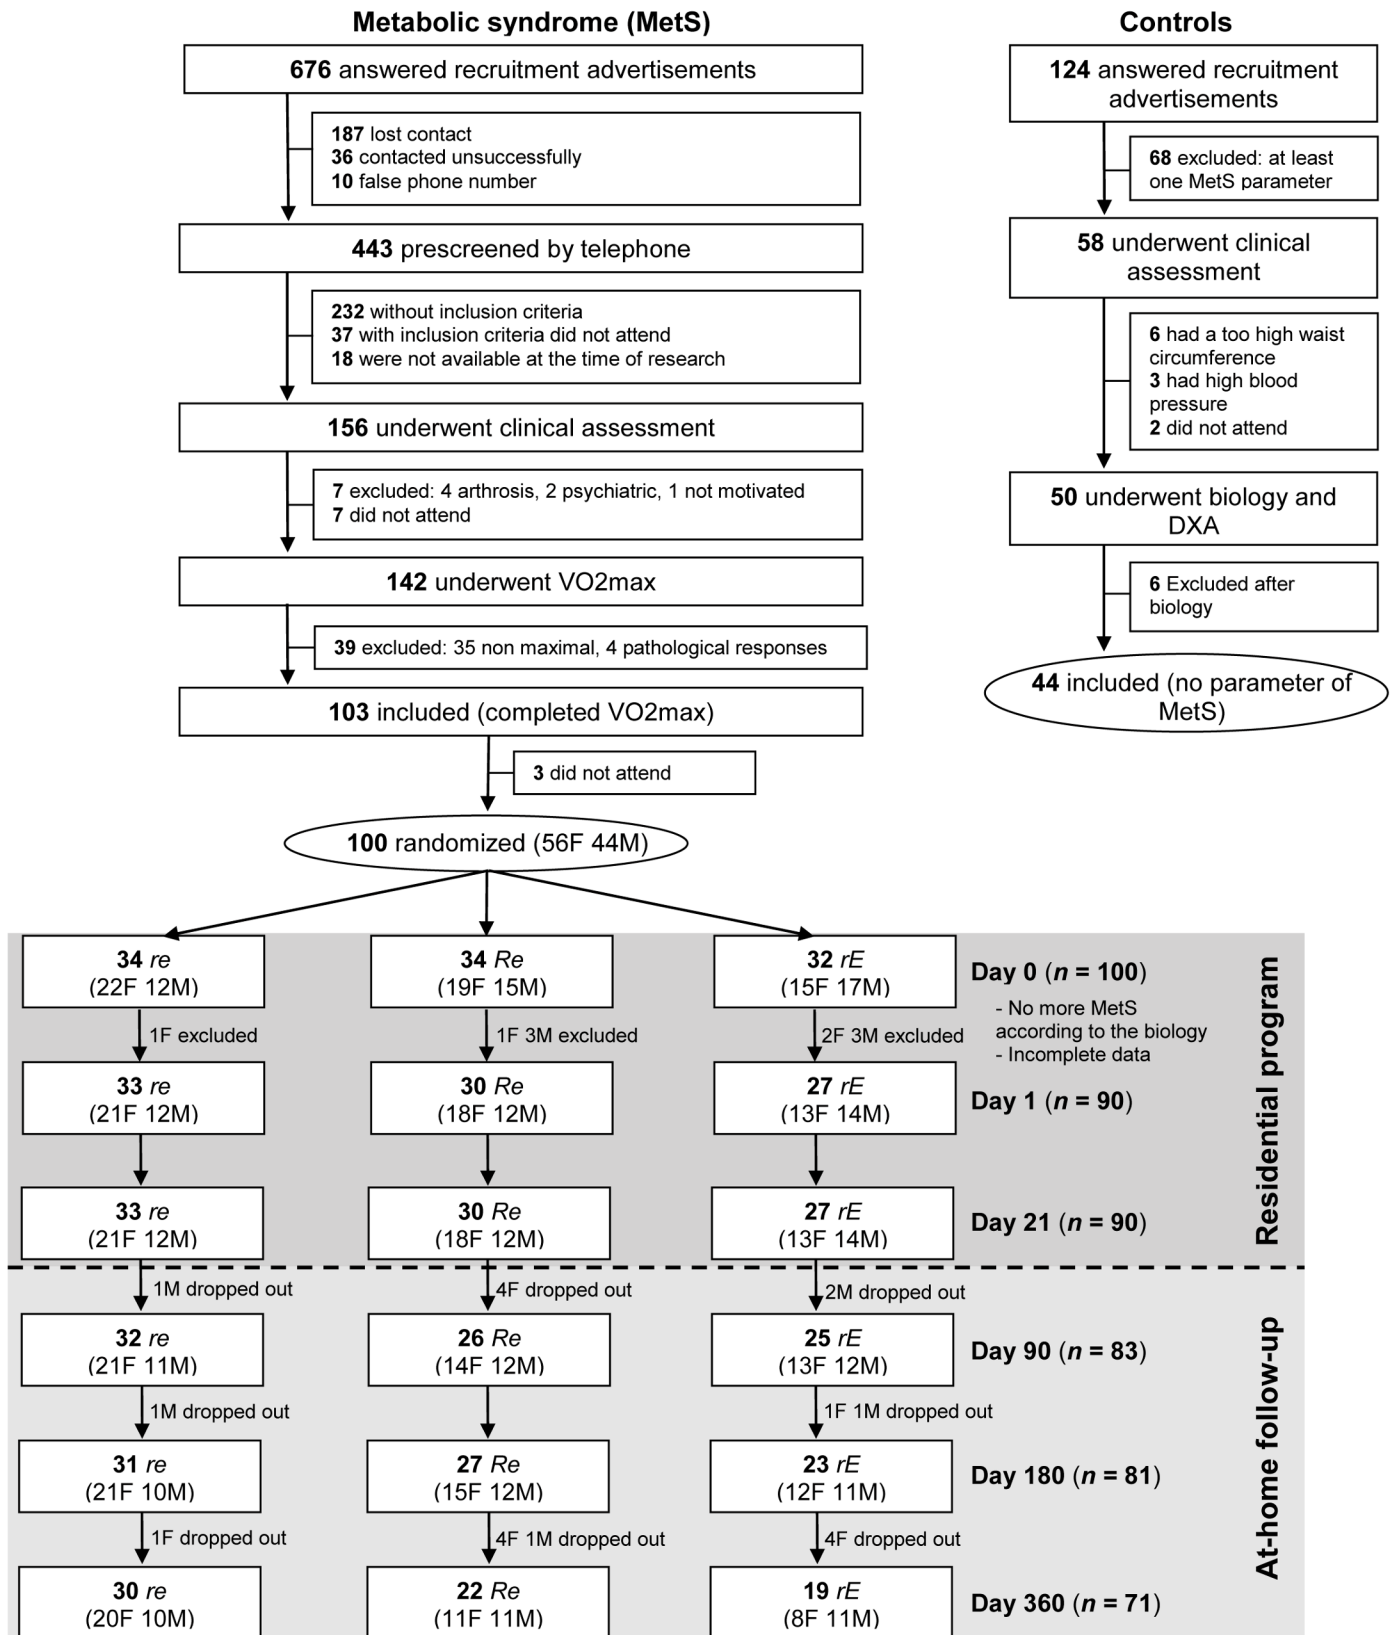 Metabolic syndrome (MetS)
676 answered recruitment advertisements
187 lost contact
36 contacted unsuccessfully
10 false phone number
443 prescreened by telephone
232 without inclusion criteria
37 with inclusion criteria did not attend
18 were not available at the time of research
156 underwent clinical assessment
7 excluded: 4 arthrosis, 2 psychiatric, 1 not motivated
7 did not attend
142 underwent VO2max
39 excluded: 35 non maximal, 4 pathological responses
103 included (completed VO2max)
3 did not attend
100 randomized (56F 44M)
Controls
124 answered recruitment
advertisements
68 excluded: at least
one MetS parameter
58 underwent clinical
assessment
6 had a too high waist
circumference
3 had high blood
pressure
2 did not attend
50 underwent biology and
DXA
6 Excluded after
biology
44 included (no parameter of
MetS)
34 re
(22F 12M)
34 Re
(19F 15M)
32 rE
(15F 17M)
Day 0 (n = 100)
- No more MetS
according to the biology
- Incomplete data
1F excluded
1F 3M excluded
2F 3M excluded
33 re
(21F 12M)
30 Re
(18F 12M)
27 rE
(13F 14M)
Day 1 (n = 90)
33 re
(21F 12M)
30 Re
(18F 12M)
27 rE
(13F 14M)
Day 21 (n = 90)
Residential program
1M dropped out
4F dropped out
2M dropped out
32 re
(21F 11M)
26 Re
(14F 12M)
25 rE
(13F 12M)
Day 90 (n = 83)
1M dropped out
1F 1M dropped out
31 re
(21F 10M)
27 Re
(15F 12M)
23 rE
(12F 11M)
Day 180 (n = 81)
1F dropped out
4F 1M dropped out
4F dropped out
30 re
(20F 10M)
22 Re
(11F 11M)
19 rE
(8F 11M)
Day 360 (n = 71)
At-home follow-up